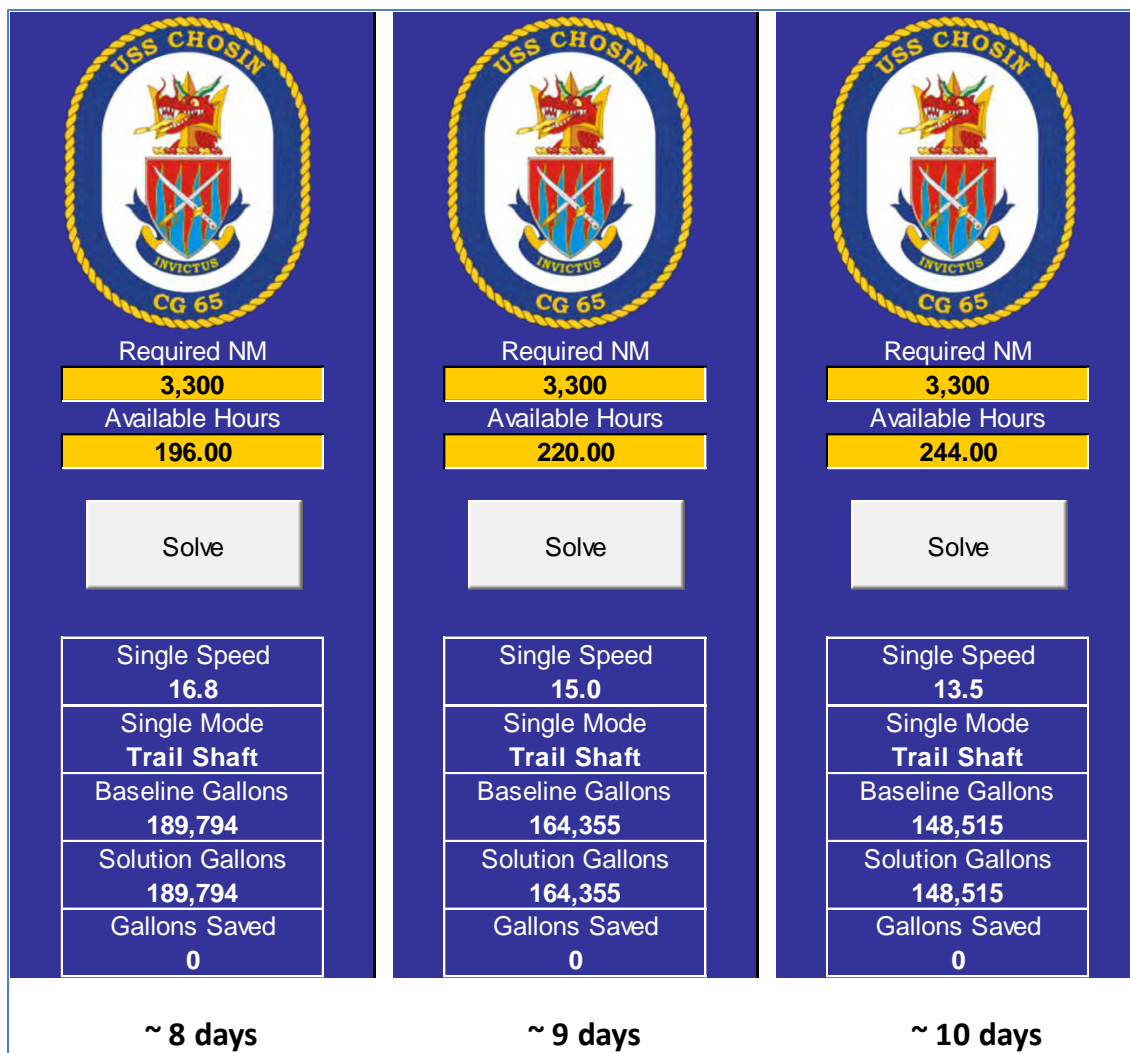 USS CHOSIN
INVICTUS
CG 65
Required NM
3,300
Available Hours
196.00
Solve
Single Speed
16.8
Single Mode
Trail Shaft
Baseline Gallons
189,794
Solution Gallons
189,794
Gallons Saved
0
~ 8 days
USS CHOSIN
INVICTUS
CG 65
Required NM
3,300
Available Hours
220.00
Solve
Single Speed
15.0
Single Mode
Trail Shaft
Baseline Gallons
164,355
Solution Gallons
164,355
Gallons Saved
0
~ 9 days
USS CHOSIN
INVICTUS
CG 65
Required NM
3,300
Available Hours
244.00
Solve
Single Speed
13.5
Single Mode
Trail Shaft
Baseline Gallons
148,515
Solution Gallons
148,515
Gallons Saved
0
~ 10 days